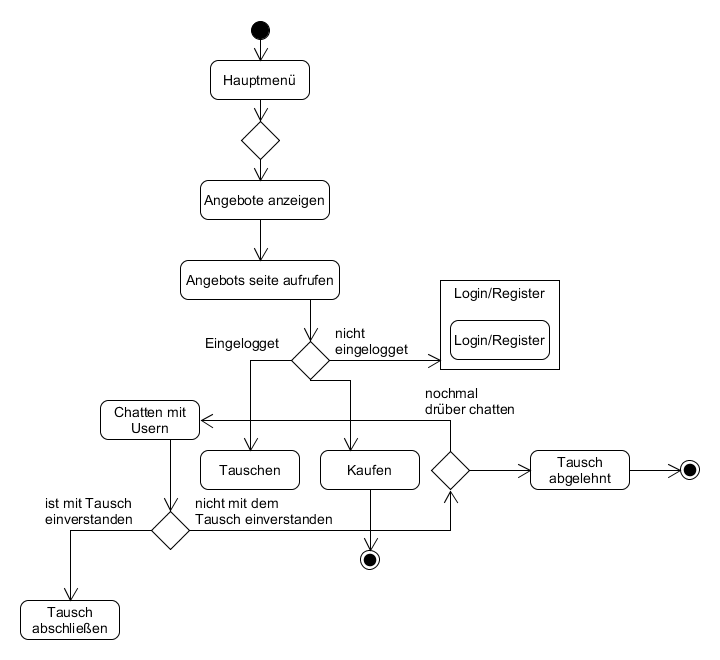 Hauptmenü
Angebote anzeigen
Angebots seite aufrufen
Login/Register
Login/Register
Eingelogget
nicht
eingelogget
nochmal
drüber chatten
Chatten mit
Usern
Tauschen
Kaufen
Tausch
abgelehnt
ist mit Tausch
einverstanden
nicht mit dem
Tausch einverstanden
Tausch
abschließen